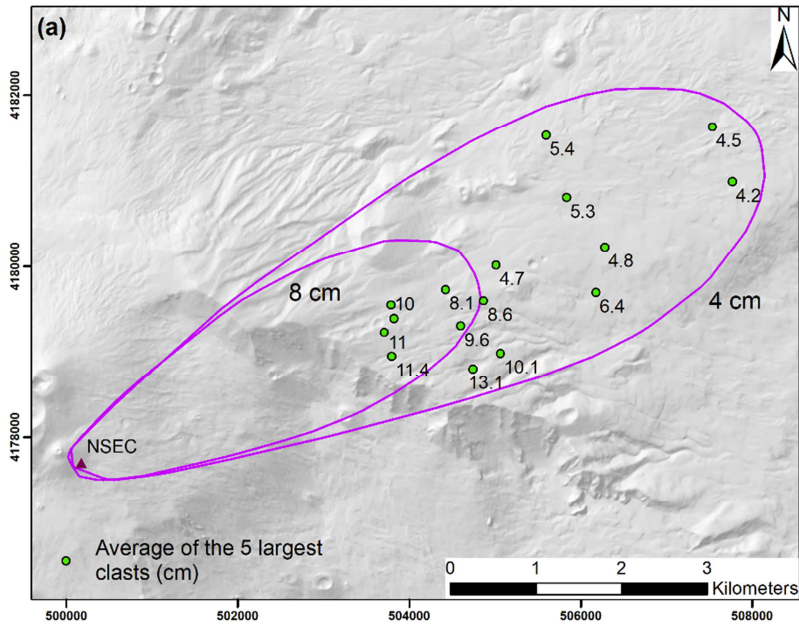 (a)
N
4182000
4180000
4178000
4.5
5.4
4.2
5.3
4.8
4.7
6.4
8 cm
4 cm
10
8.1
8.6
11
9.6
11.4
10.1
13.1
NSEC
Average of the 5 largest
clasts (cm)
0 1 2 3
Kilometers
500000 502000 504000 506000 508000